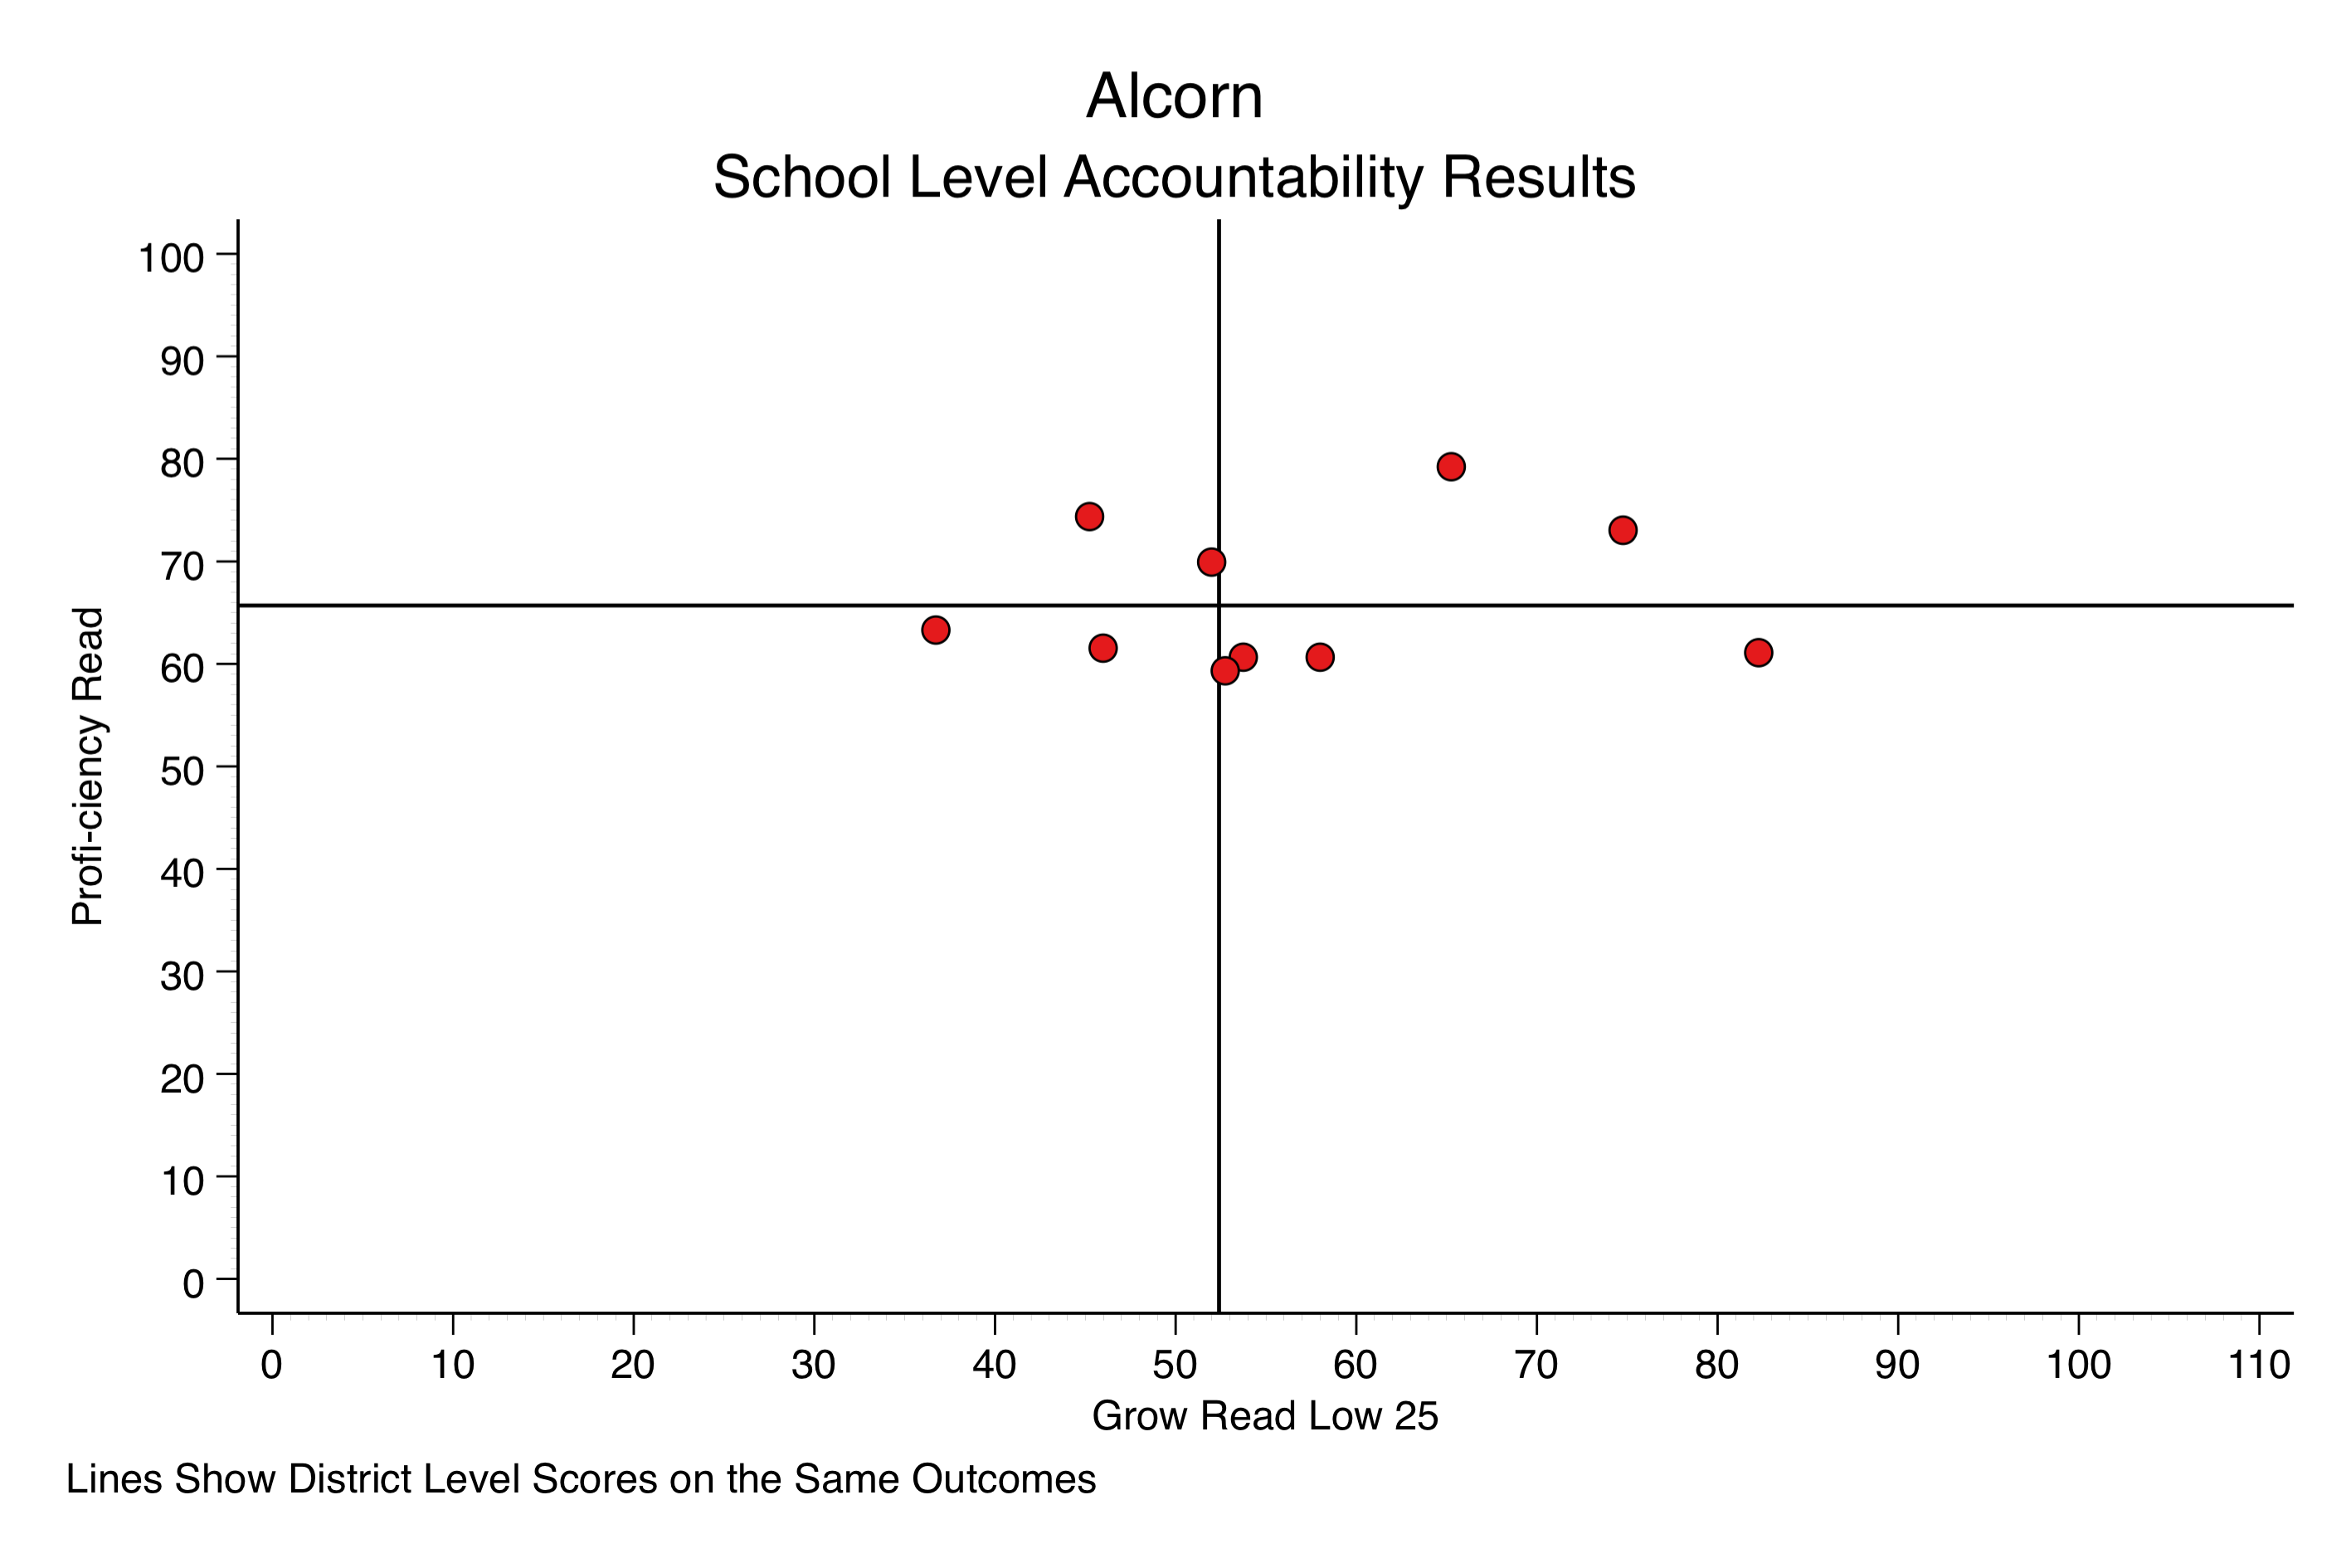 Alcorn
School Level Accountability Results
100
90
80
70
60
50
40
30
20
10
0
Profi-ciency Read
0 10 20 30 40 50 60 70 80 90 100 110
Grow Read Low 25
Lines Show District Level Scores on the Same Outcomes